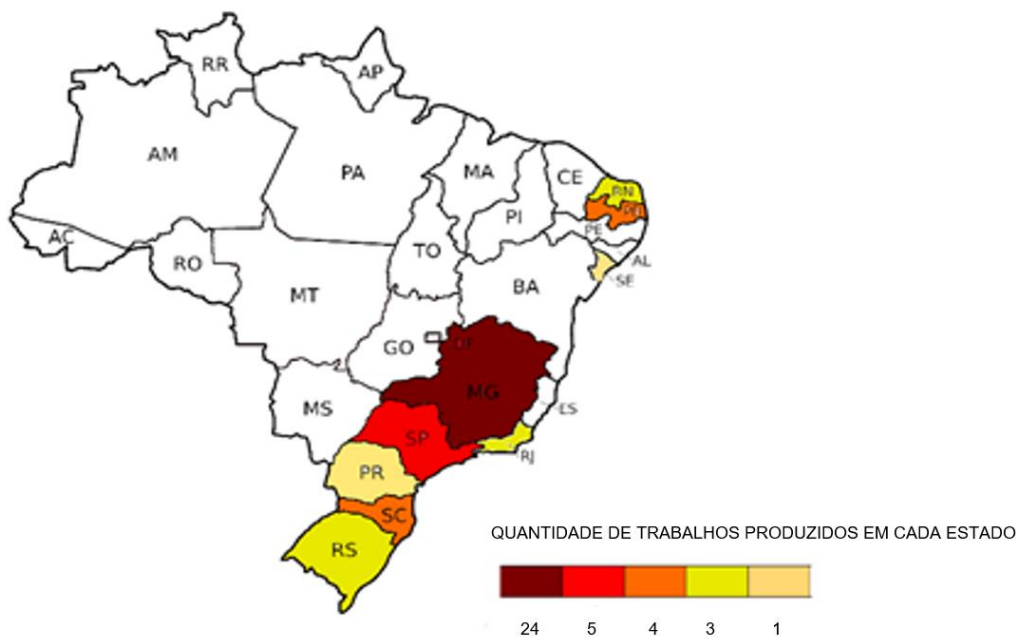 RR
AP
AM
PA
MA
CE
RN
PB
PI
PE
AC
TO
AL
RO
SE
BA
MT
GO
DF
MG
MS
ES
SP
RJ
PR
SC
RS
QUANTIDADE DE TRABALHOS PRODUZIDOS EM CADA ESTADO
24 5 4 3 1